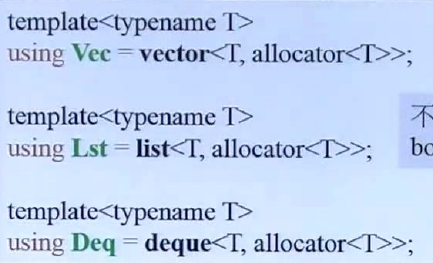 template<typename T>
using Vec = vector<T, allocator<T>>;
template<typename T>
using Lst = list<T, allocator<T>>;
template<typename T>
using Deq = deque<T, allocator<T>>;
不